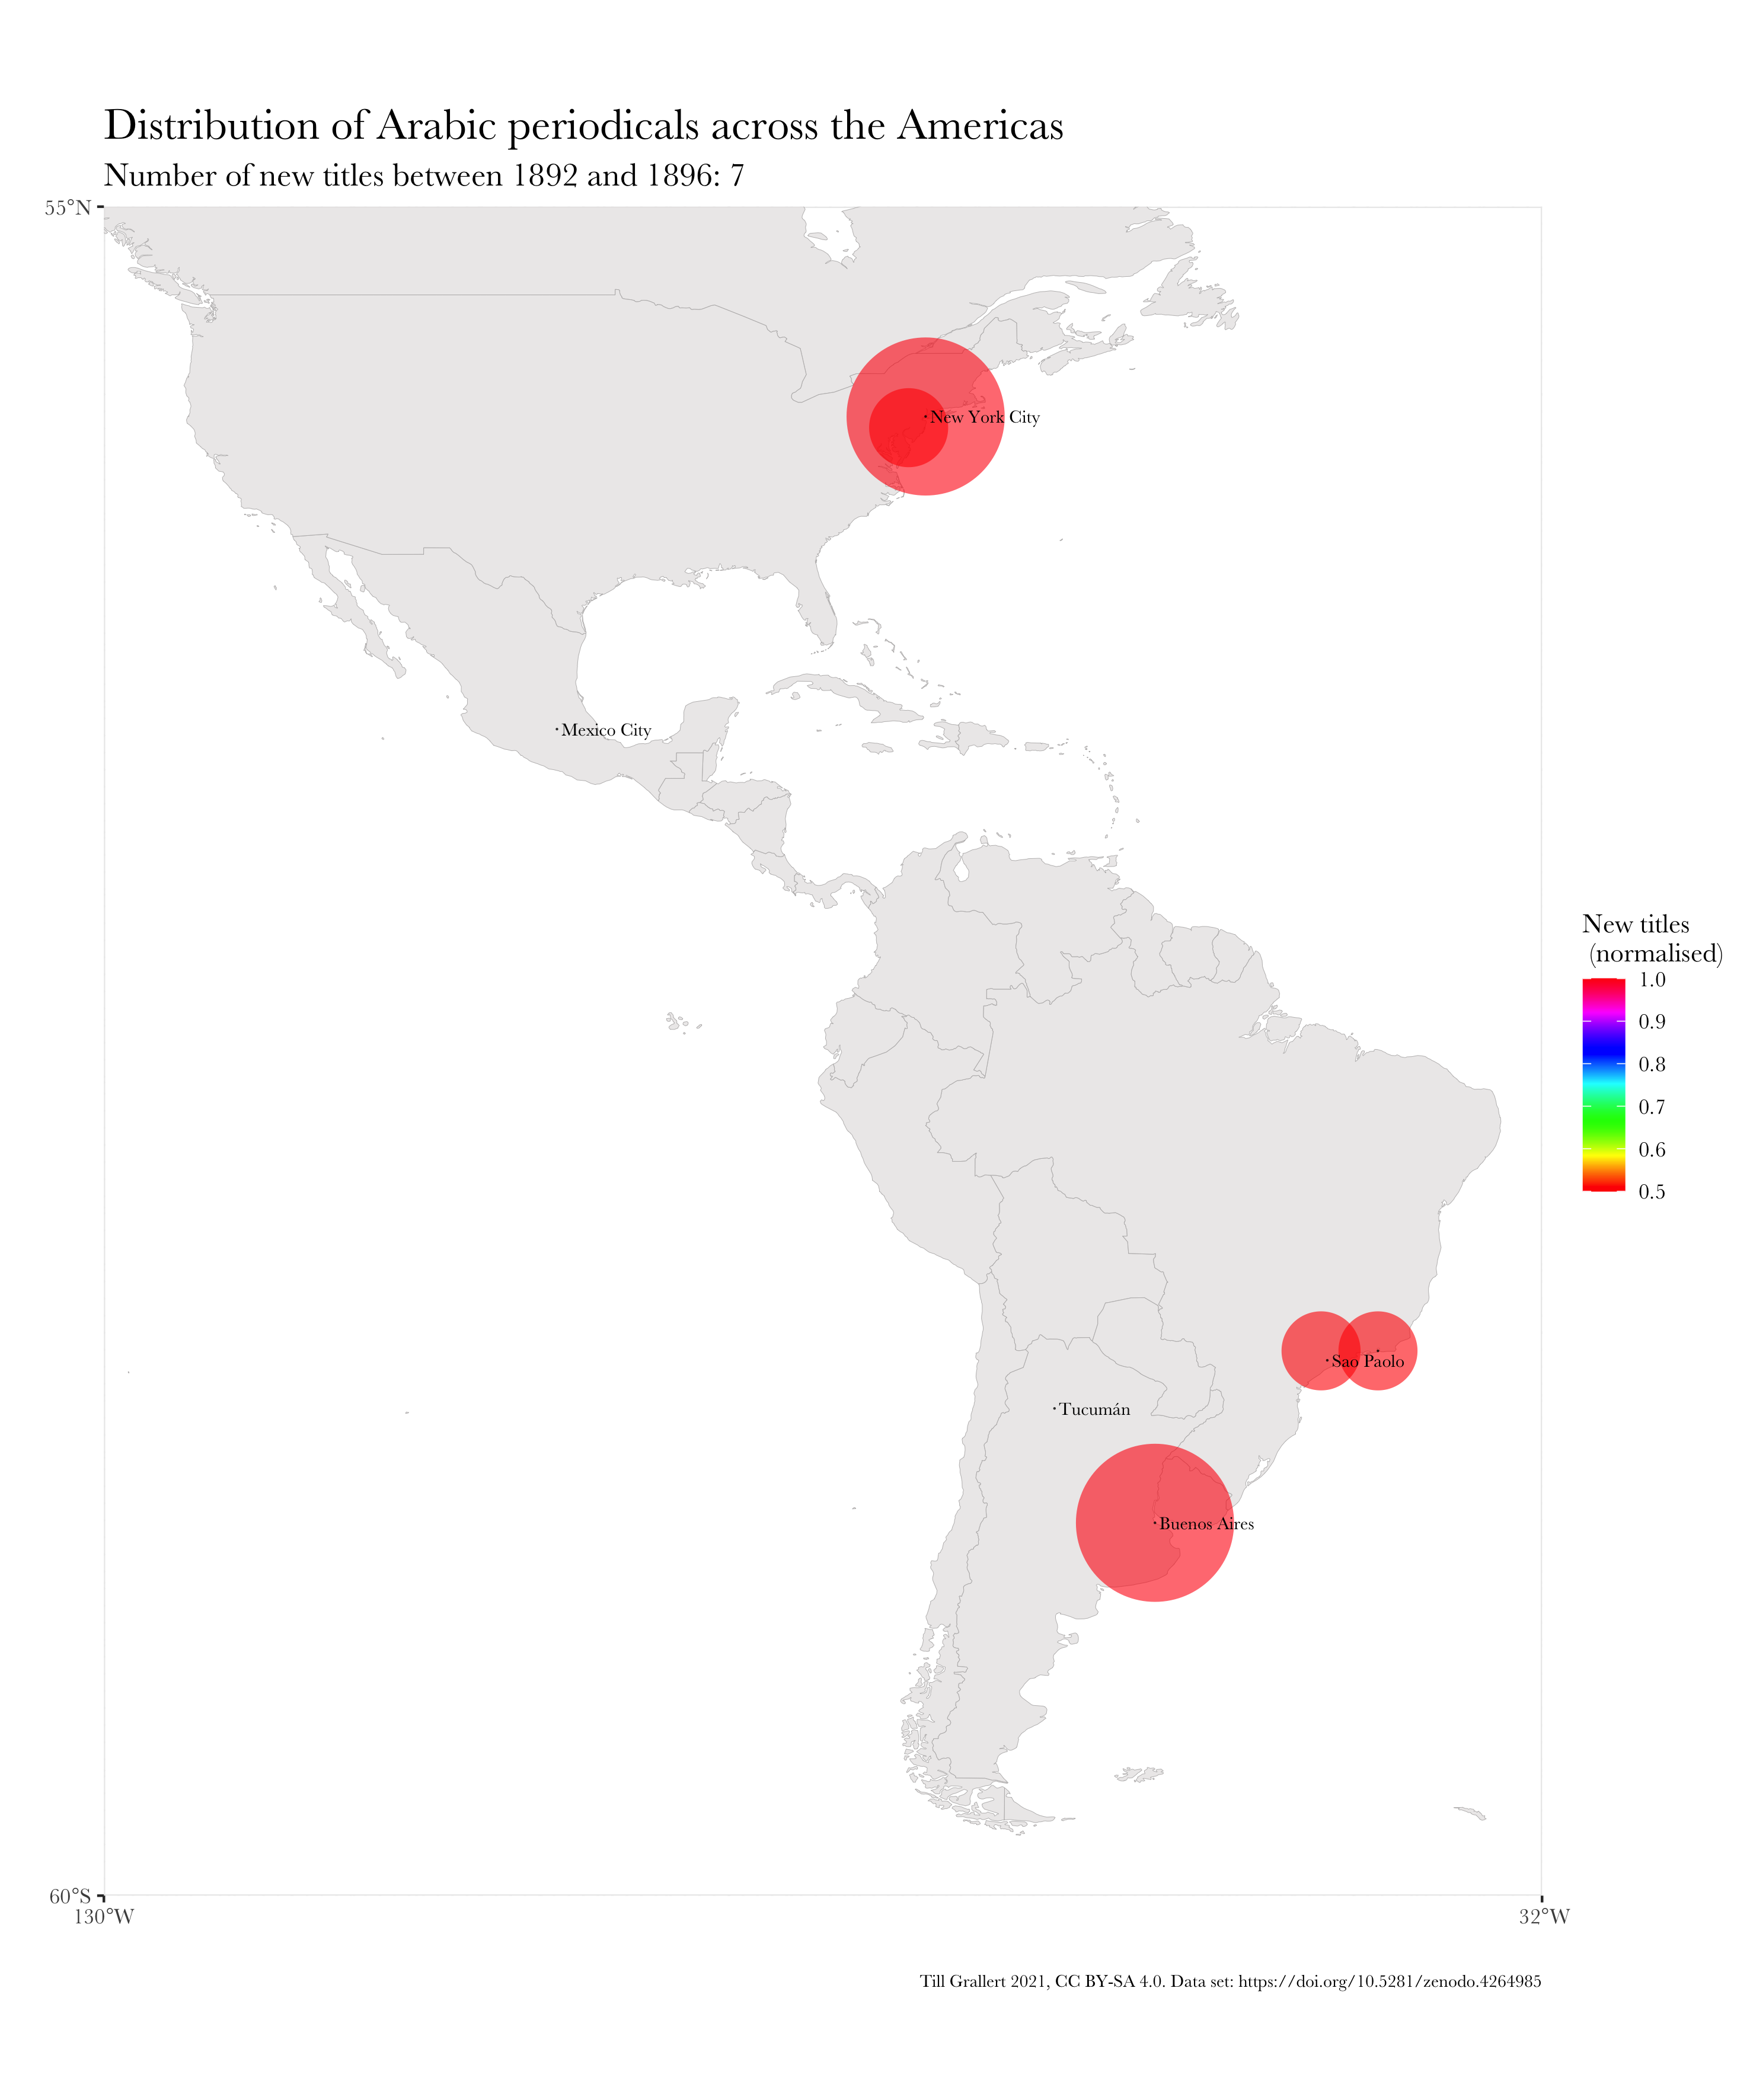 Distribution of Arabic periodicals across the Americas
Number of new titles between 1892 and 1896: 7
55°N
New York City
Mexico City
New titles
(normalised)
1.0
0.9
0.8
0.7
0.6
0.5
Sao Paolo
Tucumán
Buenos Aires
60°S
130°W
32°W
Till Grallert 2021, CC BY-SA 4.0. Data set: https://doi.org/10.5281/zenodo.4264985